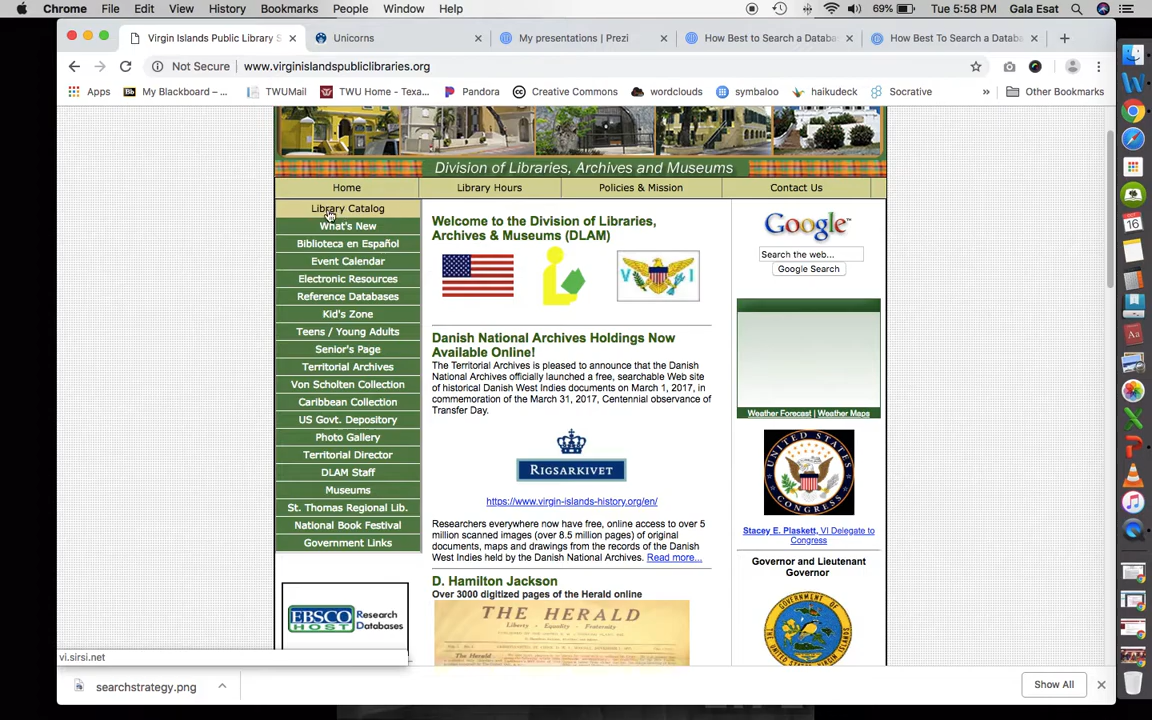 Chrome File Edit View History Bookmarks People Window Help 69% Tue 5:58 PM Gala Esat
Virgin Islands Public Library S
Unicorns
My presentations | Prezi
How Best to Search a Databa
How Best To Search a Datab
Not Secure | www.virginislandspubliclibraries.org
Apps
My Blackboard –...
TWUMail
TWU Home - Texa...
Pandora
Creative Commons
wordclouds
symbaloo
haikudeck
Socrative
»
Other Bookmarks
Division of Libraries, Archives and Museums
Home
Library Hours
Policies & Mission
Contact Us
Library Catalog
What's New
Biblioteca en Español
Event Calendar
Electronic Resources
Reference Databases
Kid's Zone
Teens / Young Adults
Senior's Page
Territorial Archives
Von Scholten Collection
Caribbean Collection
US Govt. Depository
Photo Gallery
Territorial Director
DLAM Staff
Museums
St. Thomas Regional Lib.
National Book Festival
Government Links
EBSCO
HOST
Research
Databases
Welcome to the Division of Libraries,
Archives & Museums (DLAM)
V I
Danish National Archives Holdings Now
Available Online!
The Territorial Archives is pleased to announce that the Danish
National Archives officially launched a free, searchable Web site
of historical Danish West Indies documents on March 1, 2017, in
commemoration of the March 31, 2017, Centennial observance of
Transfer Day.
RIGSARKIVET
https://www.virgin-islands-history.org/en/
Researchers everywhere now have free, online access to over 5
million scanned images (over 8.5 million pages) of original
documents, maps and drawings from the records of the Danish
West Indies held by the Danish National Archives. Read more...
D. Hamilton Jackson
Over 3000 digitized pages of the Herald online
THE HERALD
Liberty - Equality - Fraternity
Google™
Search the web...
Google Search
Weather Forecast | Weather Maps
UNITED STATES
CONGRESS
Stacey E. Plaskett, VI Delegate to
Congress
Governor and Lieutenant
Governor
vi.sirsi.net
searchstrategy.png
Show All
OCT
16